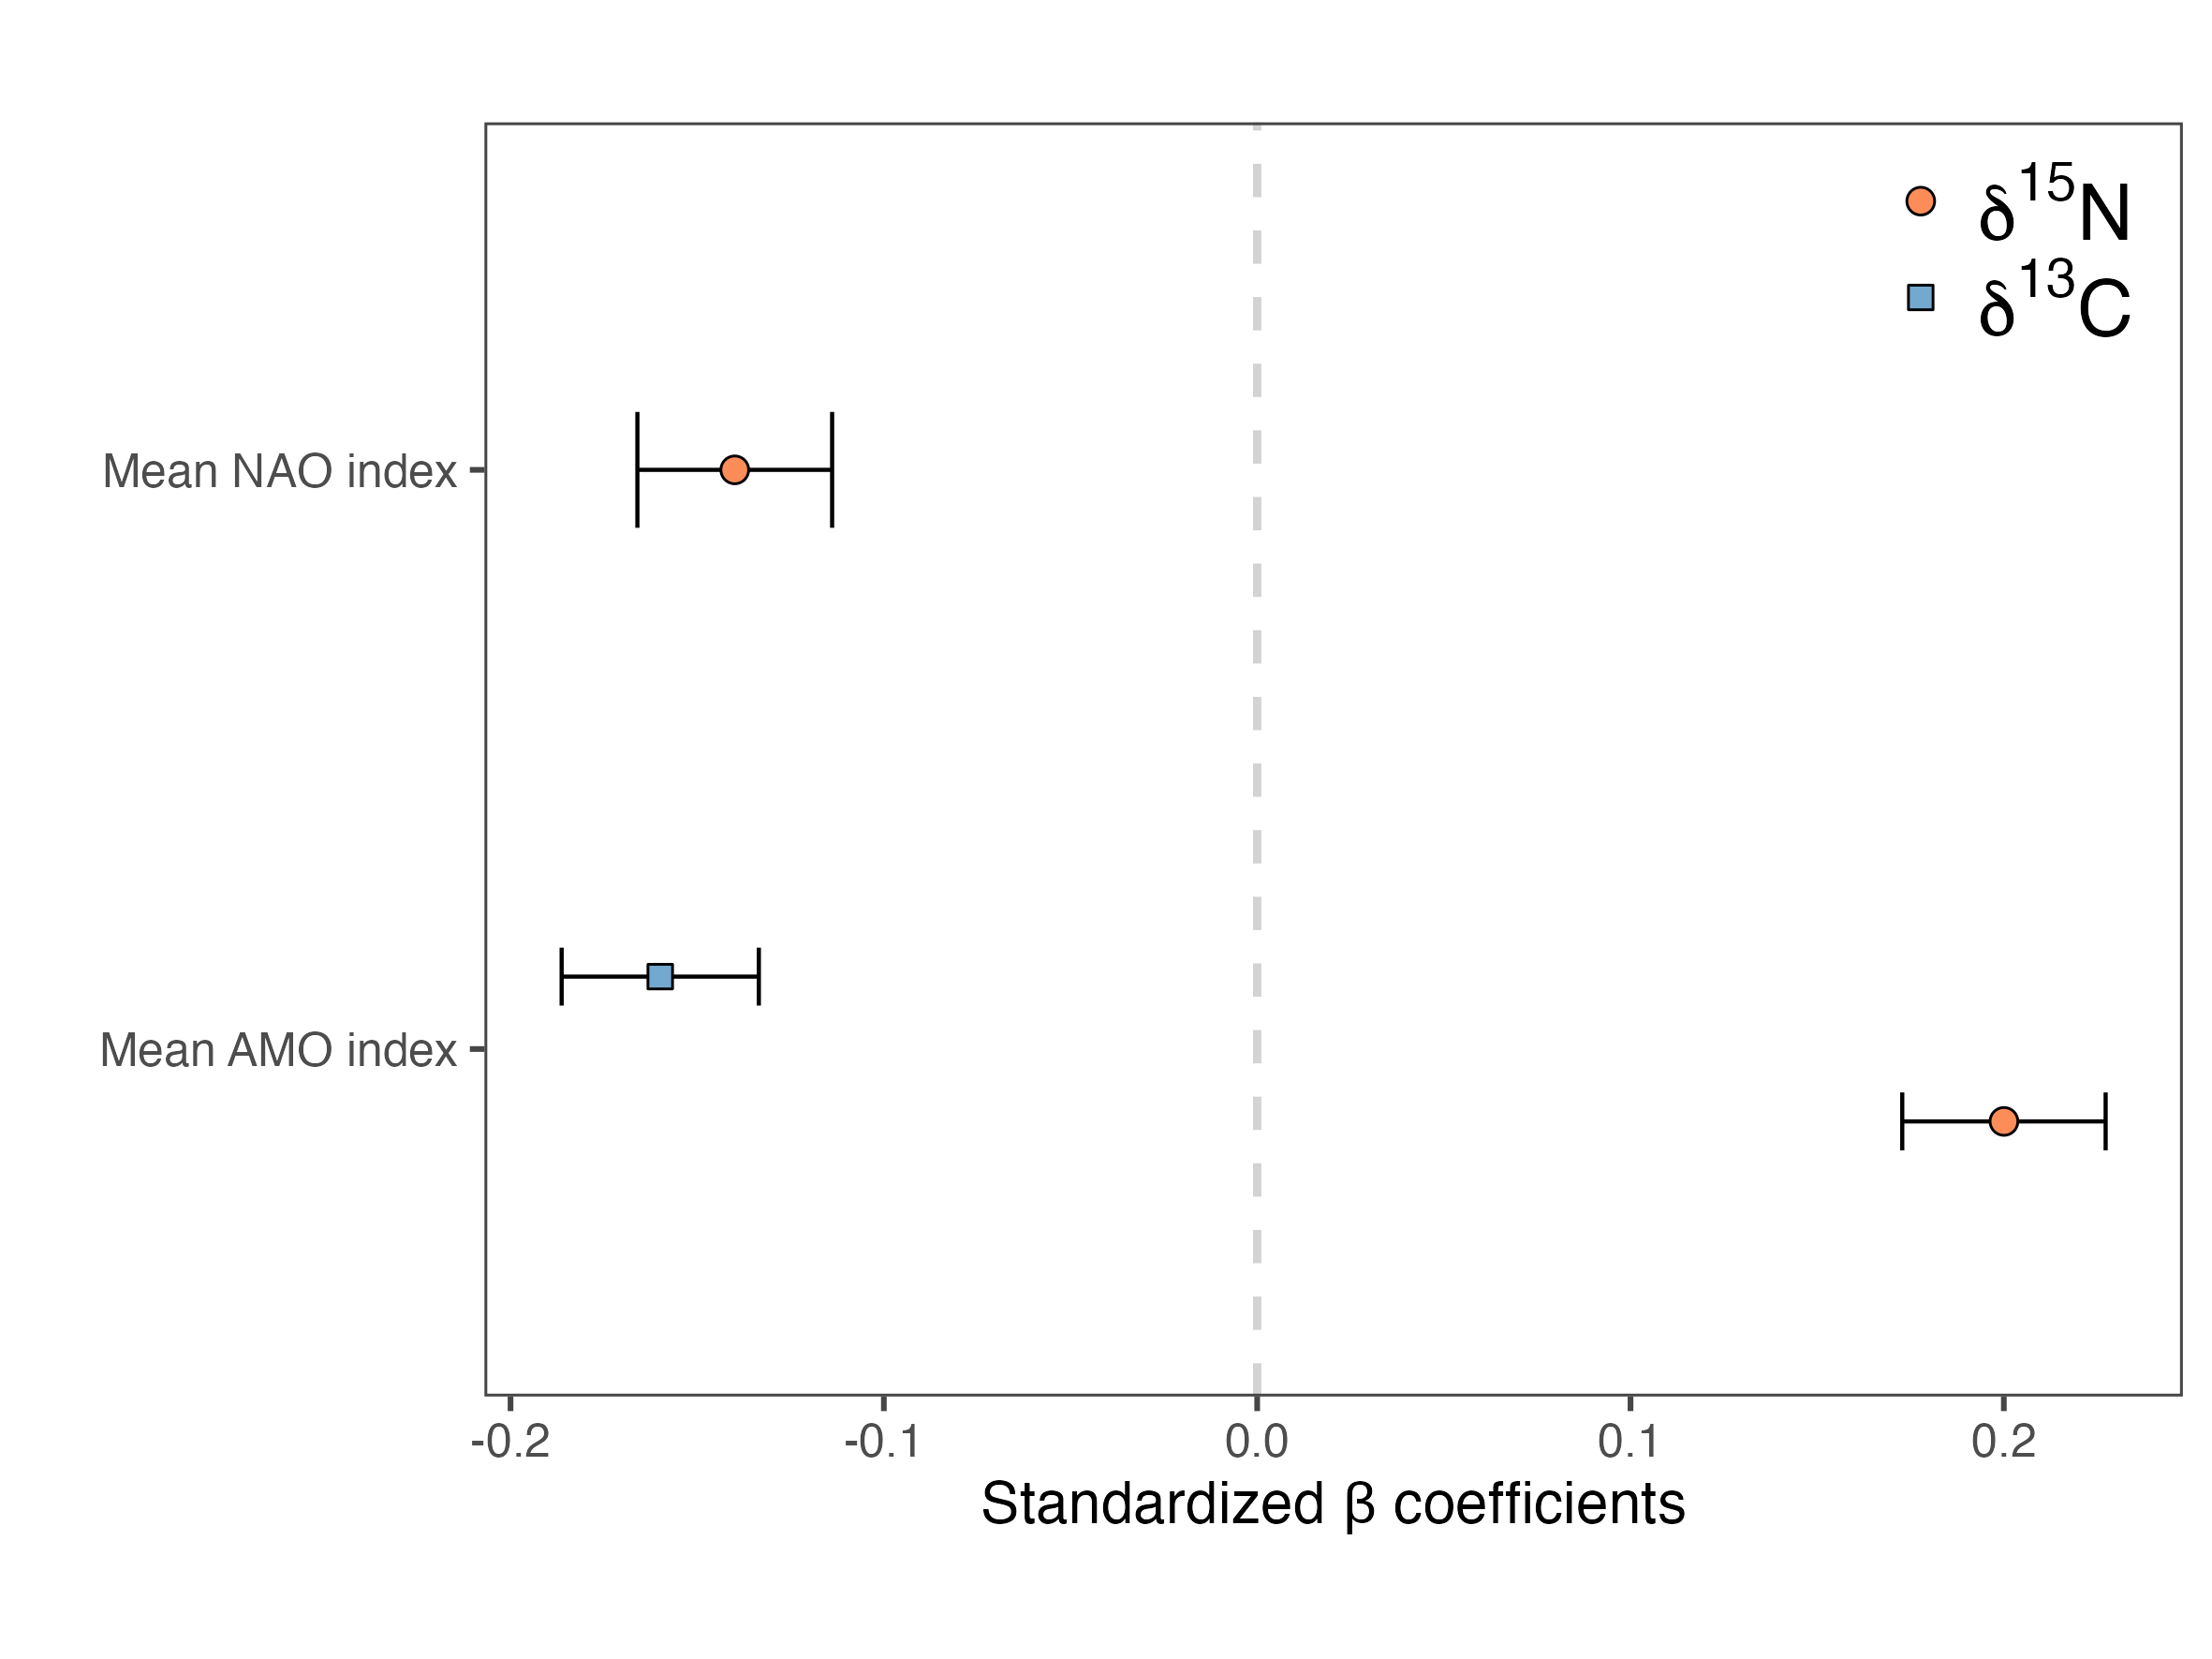 δ¹⁵N
δ¹³C
Mean NAO index
Mean AMO index
-0.2 -0.1 0.0 0.1 0.2
Standardized β coefficients